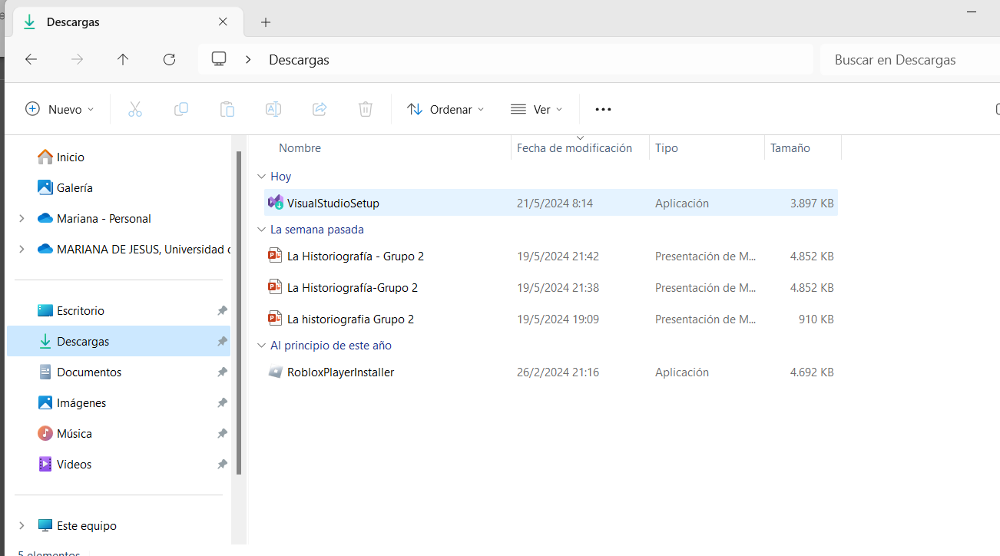 Descargas
Descargas
Buscar en Descargas
Nuevo
Ordenar
Ver
Inicio
Galería
Mariana - Personal
MARIANA DE JESUS, Universidad
Escritorio
Descargas
Documentos
Imágenes
Música
Videos
Este equipo
5 elementos
Nombre Fecha de modificación Tipo Tamaño
Hoy
VisualStudioSetup 21/5/2024 8:14 Aplicación 3.897 KB
La semana pasada
La Historiografía - Grupo 2 19/5/2024 21:42 Presentación de M... 4.852 KB
La Historiografía-Grupo 2 19/5/2024 21:38 Presentación de M... 4.852 KB
La historiografia Grupo 2 19/5/2024 19:09 Presentación de M... 910 KB
Al principio de este año
RobloxPlayerInstaller 26/2/2024 21:16 Aplicación 4.692 KB